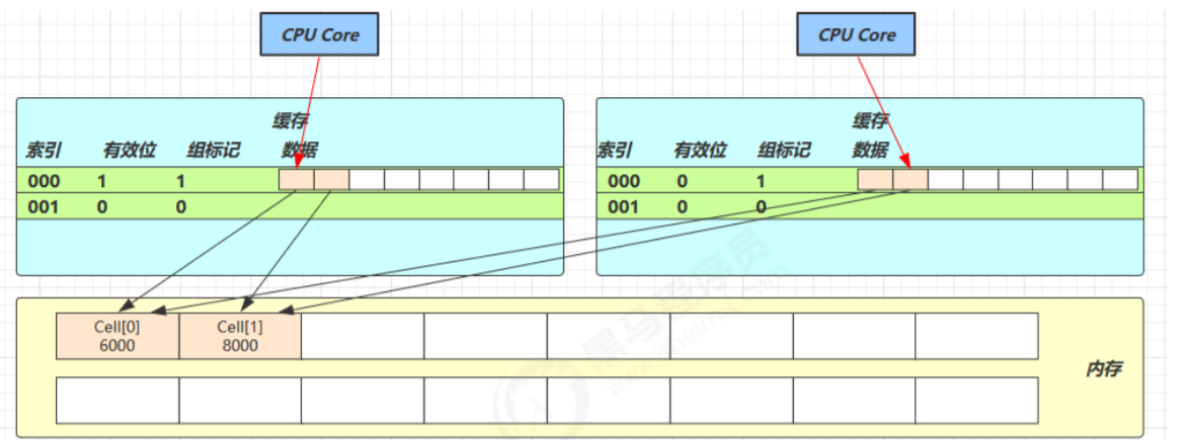 CPU Core CPU Core
缓存 缓存
索引 有效位 组标记 数据 索引 有效位 组标记 数据
000 1 1 000 0 1
001 0 0 001 0 0
Cell[0] Cell[1]
6000 8000
内存
黑马程序员
www.itheima.com